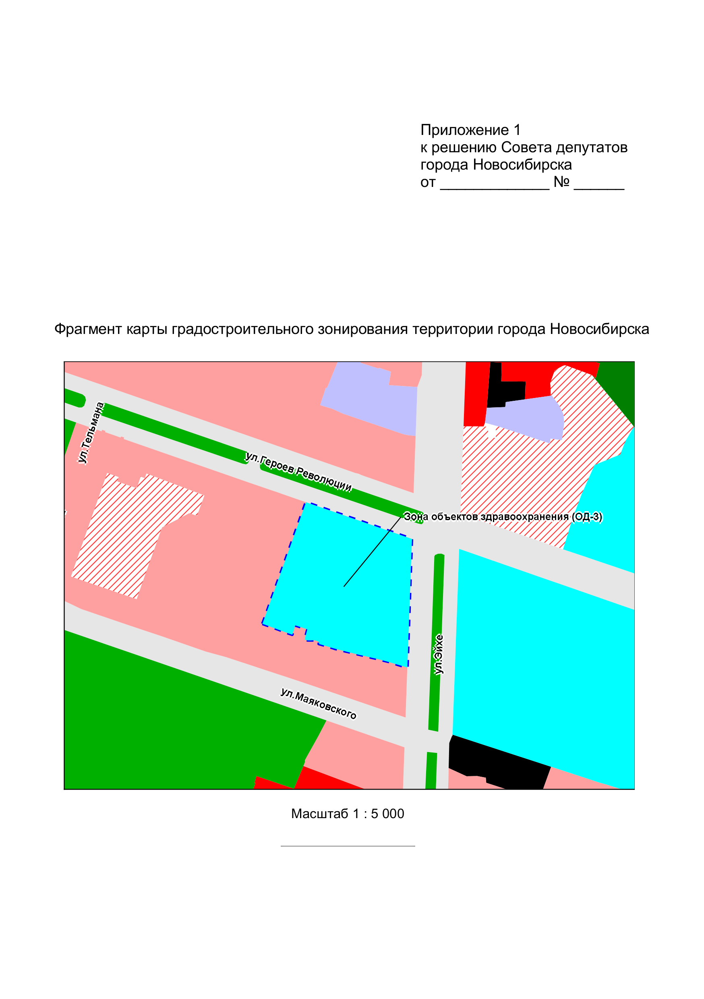 Приложение 1
к решению Совета депутатов
города Новосибирска
от _____________ № ______
Фрагмент карты градостроительного зонирования территории города Новосибирска
ул.Тельмана
ул.Героев Революции
Зона объектов здравоохранения (ОД-3)
ул.Эйхе
ул.Маяковского
Масштаб 1 : 5 000